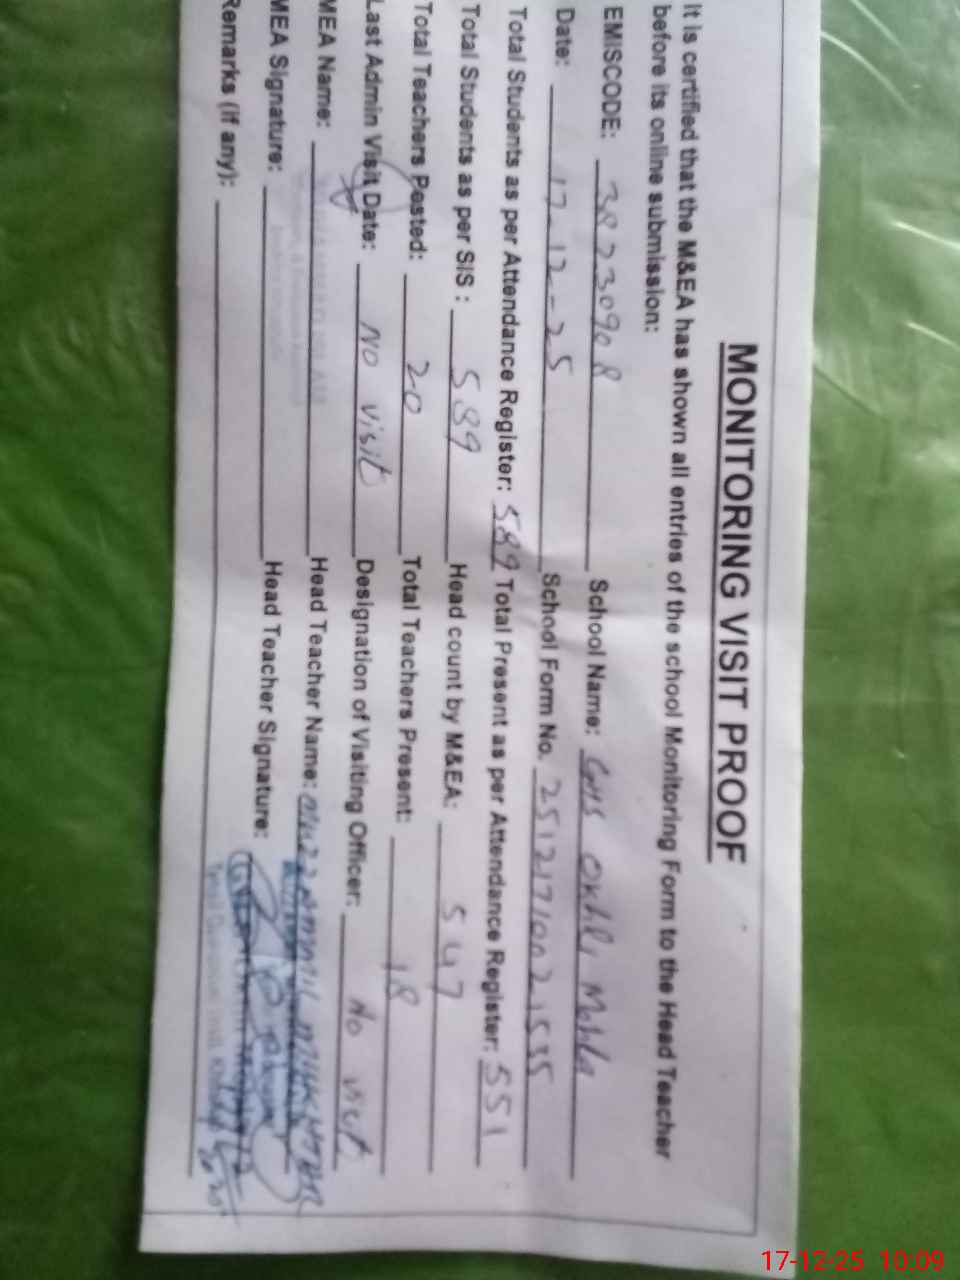 MONITORING VISIT PROOF
It is certified that the M&EA has shown all entries of the school Monitoring Form to the Head Teacher
before its online submission:
EMISCODE: 38230908 School Name: GHS Okhli Mohla
Date: 17-12-25 School Form No. 25121710021535
Total Students as per Attendance Register: 589 Total Present as per Attendance Register: 551
Total Students as per SIS : 589 Head count by M&EA: 547
Total Teachers Posted: 20 Total Teachers Present: 18
Last Admin Visit Date: No visit Designation of Visiting Officer: No visit
MEA Name: Head Teacher Name:
MEA Signature: Head Teacher Signature:
Remarks (if any):
17-12-25 10:09